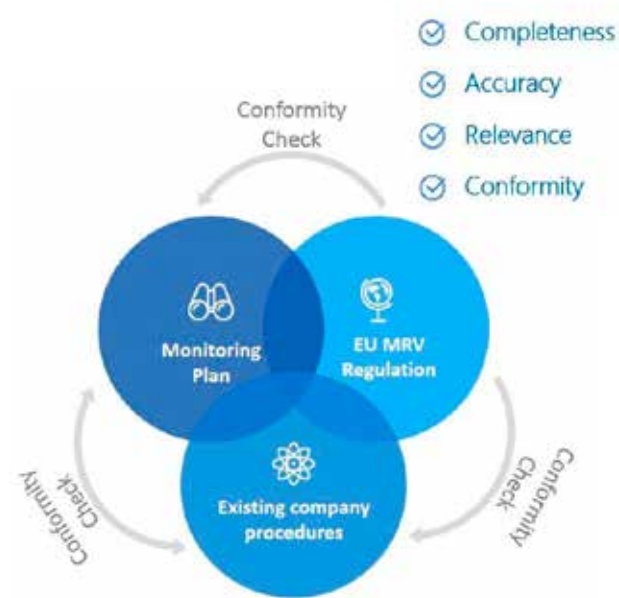 Completeness
Accuracy
Relevance
Conformity
Conformity
Check
Monitoring
Plan
EU MRV
Regulation
Conformity
Check
Conformity
Check
Existing company
procedures